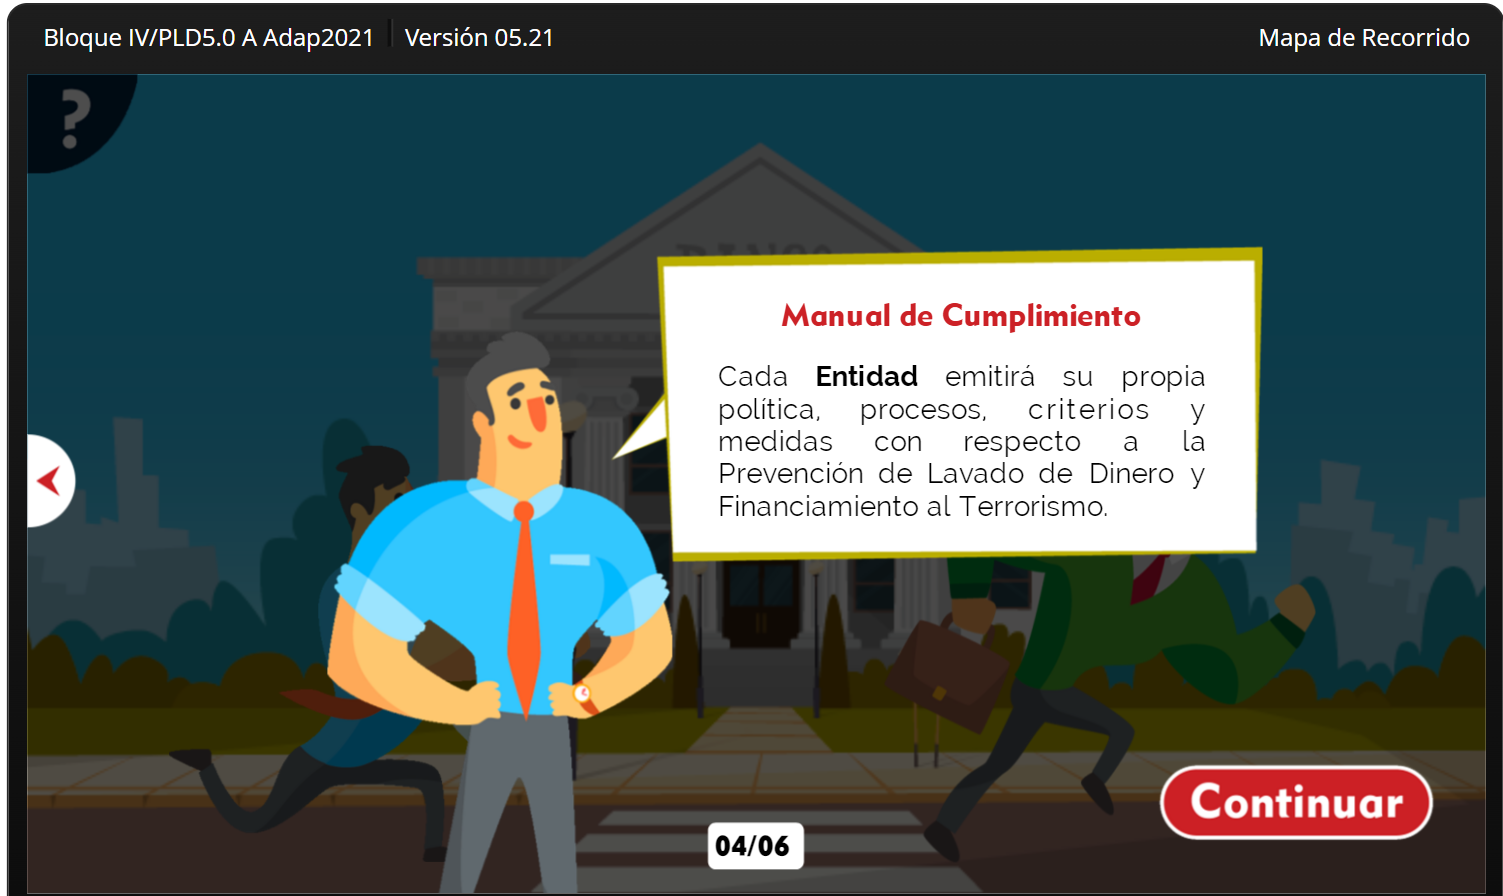 Bloque IV/PLD5.0 A Adap2021 Versión 05.21 Mapa de Recorrido
?
Manual de Cumplimiento
Cada Entidad emitirá su propia
política, procesos, criterios y
medidas con respecto a la
Prevención de Lavado de Dinero y
Financiamiento al Terrorismo.
Continuar
04/06